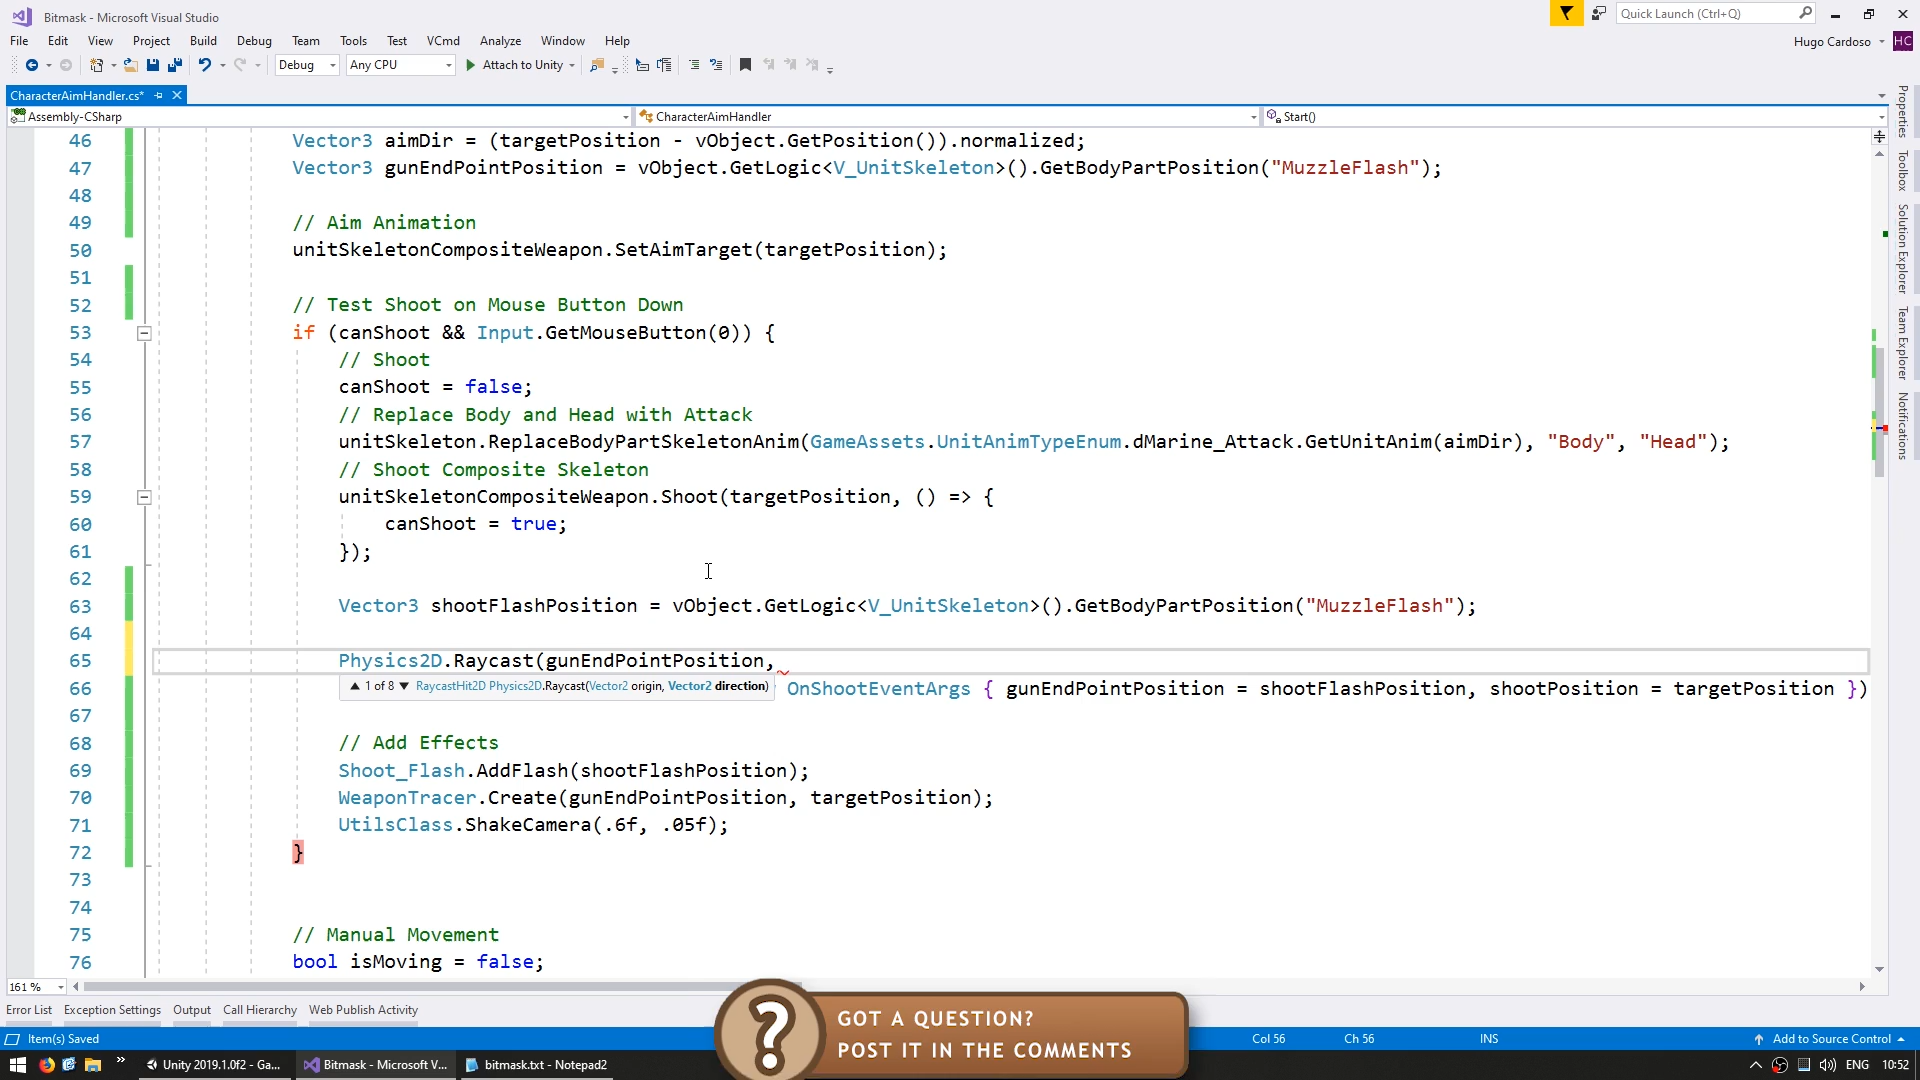 Bitmask - Microsoft Visual Studio
Quick Launch (Ctrl+Q)
File Edit View Project Build Debug Team Tools Test VCmd Analyze Window Help
Hugo Cardoso HC
Debug Any CPU Attach to Unity
CharacterAimHandler.cs*
Assembly-CSharp CharacterAimHandler Start()
46 Vector3 aimDir = (targetPosition - vObject.GetPosition()).normalized;
47 Vector3 gunEndPointPosition = vObject.GetLogic<V_UnitSkeleton>().GetBodyPartPosition("MuzzleFlash");
48
49 // Aim Animation
50 unitSkeletonCompositeWeapon.SetAimTarget(targetPosition);
51
52 // Test Shoot on Mouse Button Down
53 if (canShoot && Input.GetMouseButton(0)) {
54 // Shoot
55 canShoot = false;
56 // Replace Body and Head with Attack
57 unitSkeleton.ReplaceBodyPartSkeletonAnim(GameAssets.UnitAnimTypeEnum.dMarine_Attack.GetUnitAnim(aimDir), "Body", "Head");
58 // Shoot Composite Skeleton
59 unitSkeletonCompositeWeapon.Shoot(targetPosition, () => {
60 canShoot = true;
61 });
62
63 Vector3 shootFlashPosition = vObject.GetLogic<V_UnitSkeleton>().GetBodyPartPosition("MuzzleFlash");
64
65 Physics2D.Raycast(gunEndPointPosition,
▲ 1 of 8 ▼ RaycastHit2D Physics2D.Raycast(Vector2 origin, Vector2 direction)
66 OnShootEventArgs { gunEndPointPosition = shootFlashPosition, shootPosition = targetPosition })
67
68 // Add Effects
69 Shoot_Flash.AddFlash(shootFlashPosition);
70 WeaponTracer.Create(gunEndPointPosition, targetPosition);
71 UtilsClass.ShakeCamera(.6f, .05f);
72 }
73
74
75 // Manual Movement
76 bool isMoving = false;
Properties
Toolbox
Solution Explorer
Team Explorer
Notifications
161 %
Error List Exception Settings Output Call Hierarchy Web Publish Activity
Item(s) Saved Col 56 Ch 56 INS Add to Source Control
? GOT A QUESTION?
POST IT IN THE COMMENTS
Unity 2019.1.0f2 - Ga... Bitmask - Microsoft V... bitmask.txt - Notepad2 ENG 10:52